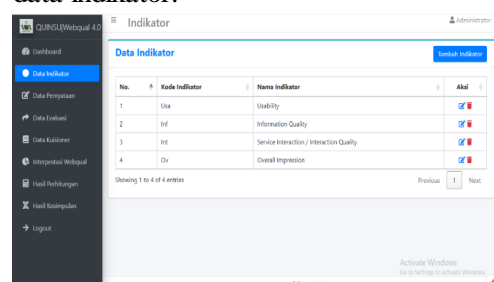 data indikator.
QUINSU|Webqual 4.0
Indikator
Administrator
Dashboard
Data Indikator
Data Pernyataan
Data Evaluasi
Data Kuisioner
Interpestasi Webqual
Hasil Perhitungan
Hasil Kesimpulan
Logout
Data Indikator
Tambah Indikator
No. Kode Indikator Nama Indikator Aksi
1 Usa Usability
2 Inf Information Quality
3 Int Service Interaction / Interaction Quality
4 Ov Overall Impression
Showing 1 to 4 of 4 entries
Previous 1 Next
Activate Windows
Go to Settings to activate Windows.